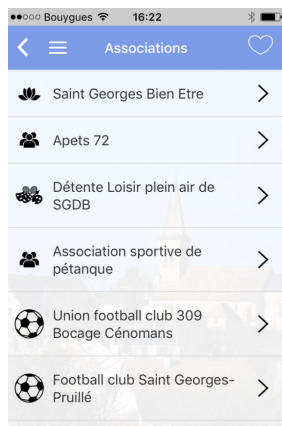 Bouygues 16:22
Associations
Saint Georges Bien Etre
Apets 72
Détente Loisir plein air de
SGDB
Association sportive de
pétanque
Union football club 309
Bocage Cénomans
Football club Saint Georges-
Pruillé